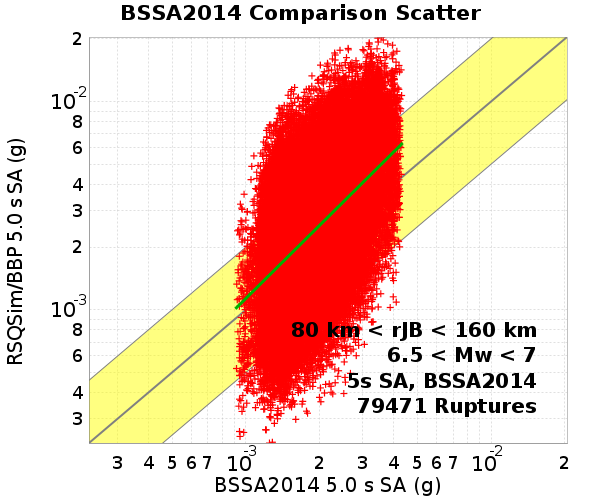 BSSA2014 Comparison Scatter
RSQSim/BBP 5.0 s SA (g)
2
10-2
8
6
4
3
2
10-3
8
6
4
3
80 km < rJB < 160 km
6.5 < Mw < 7
5s SA, BSSA2014
79471 Ruptures
3 4 5 6 7 10-3 2 3 4 5 6 7 10-2 2
BSSA2014 5.0 s SA (g)